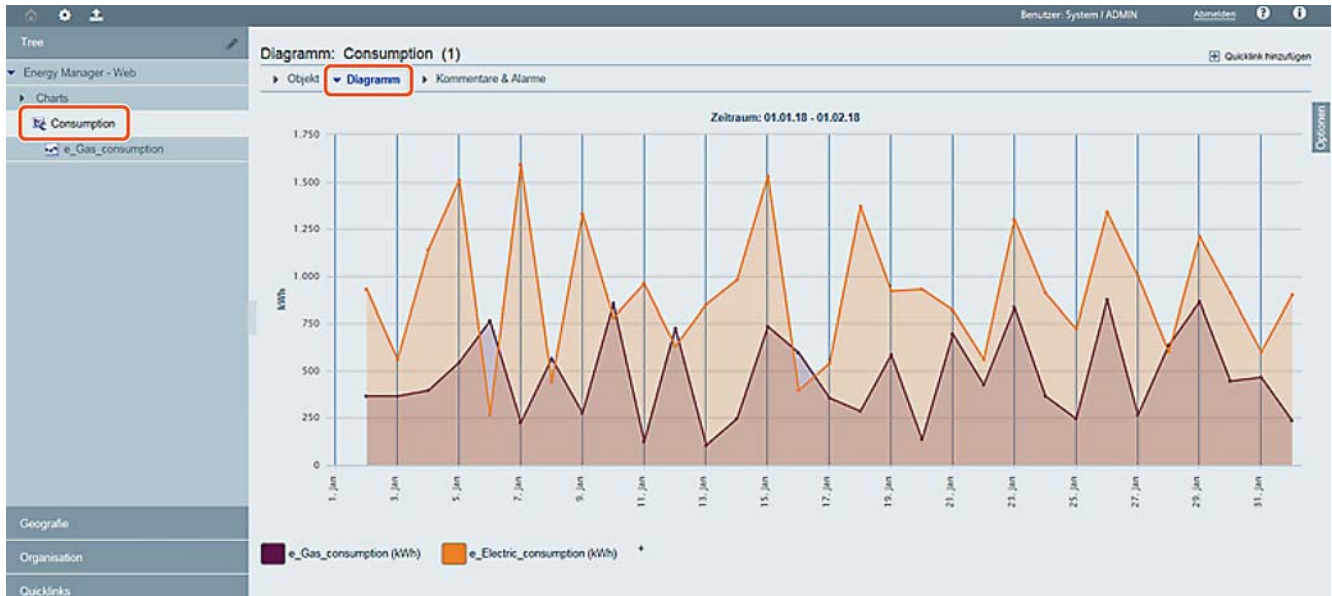 Benutzer: System / ADMIN Abmelden ? i
Tree
Energy Manager - Web
Charts
Consumption
e_Gas_consumption
Geografie
Organisation
Quicklinks
Diagramm: Consumption (1)
Quicklink hinzufügen
Objekt Diagramm Kommentare & Alarme
Optionen
Zeitraum: 01.01.18 - 01.02.18
kWh
1.750
1.500
1.250
1.000
750
500
250
0
1. Jan 3. Jan 5. Jan 7. Jan 9. Jan 11. Jan 13. Jan 15. Jan 17. Jan 19. Jan 21. Jan 23. Jan 25. Jan 27. Jan 29. Jan 31. Jan
e_Gas_consumption (kWh) e_Electric_consumption (kWh) +